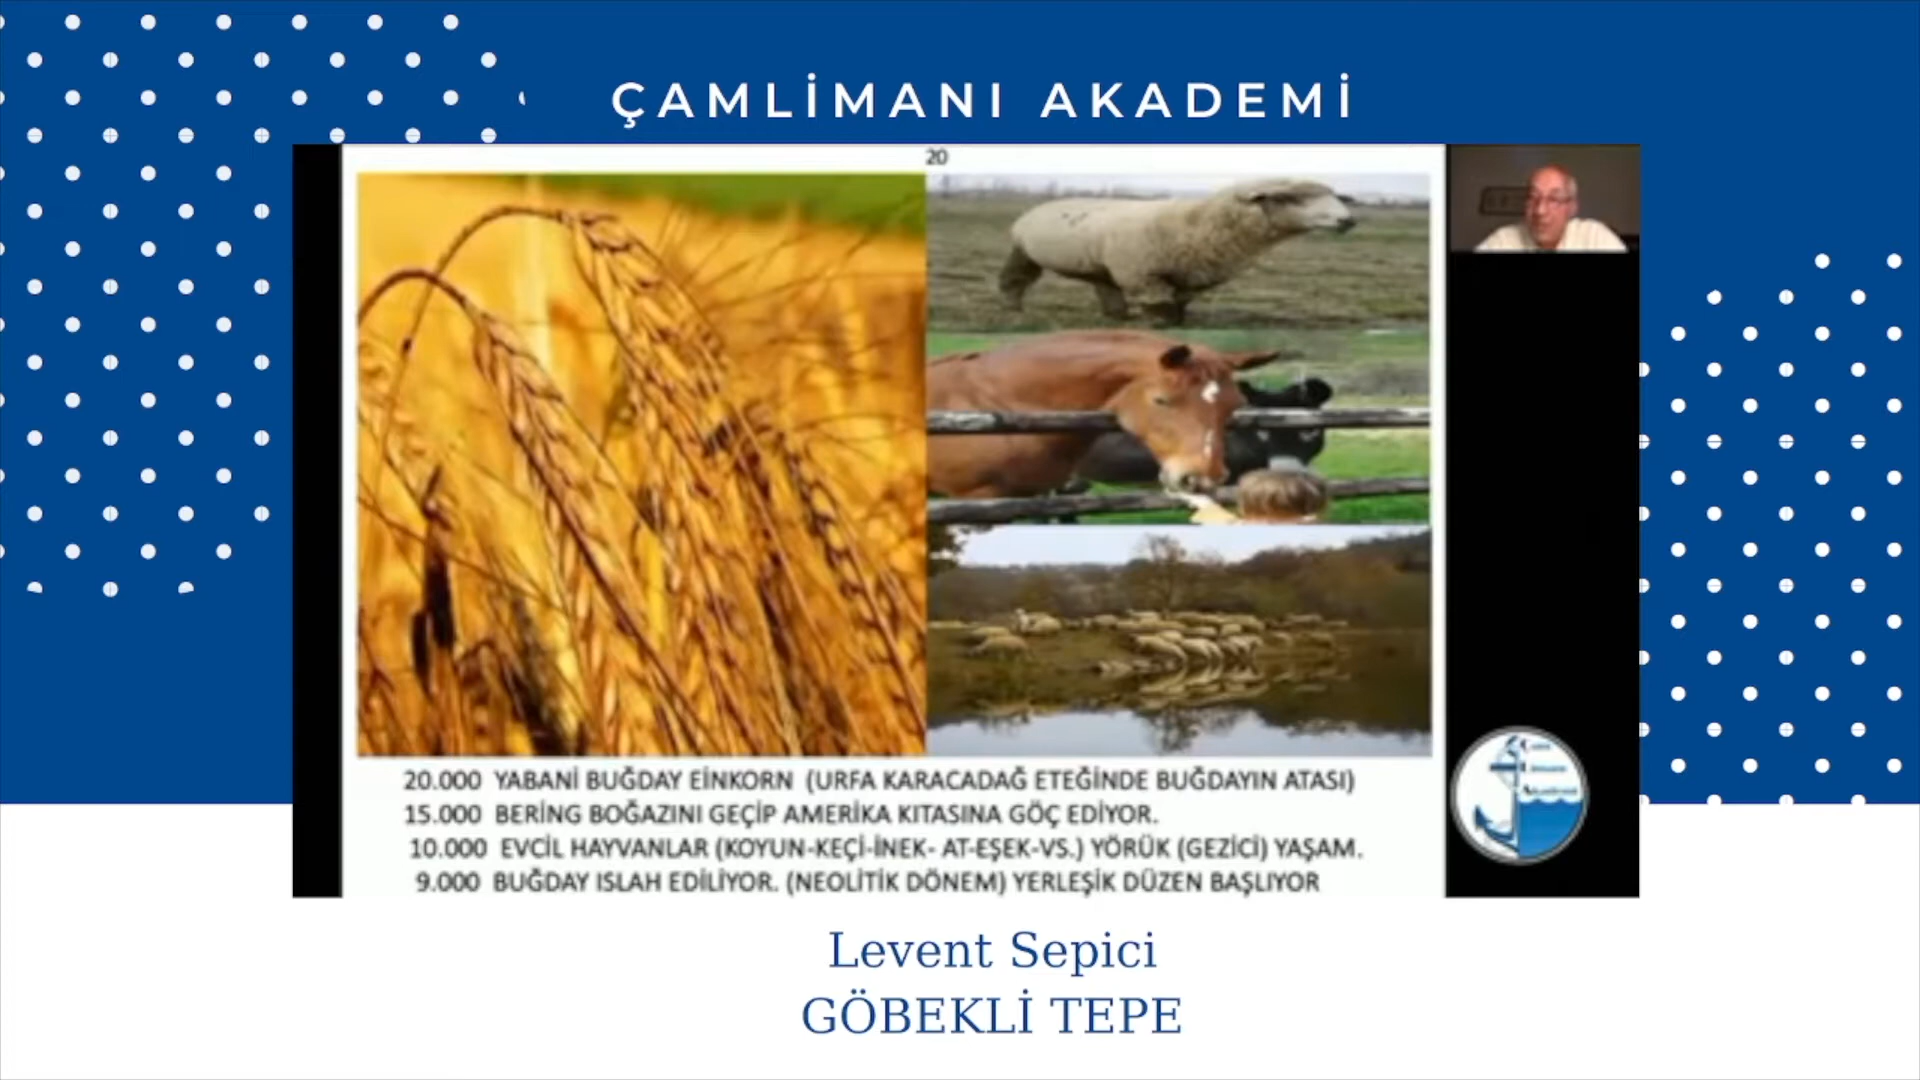 ÇAMLİMANI AKADEMİ
20
20.000 YABANİ BUĞDAY EİNKORN (URFA KARACADAĞ ETEĞİNDE BUĞDAYIN ATASI)
15.000 BERİNG BOĞAZINI GEÇİP AMERİKA KITASINA GÖÇ EDİYOR.
10.000 EVCİL HAYVANLAR (KOYUN-KEÇİ-İNEK- AT-EŞEK-VS.) YÖRÜK (GEZİCİ) YAŞAM.
9.000 BUĞDAY ISLAH EDİLİYOR. (NEOLİTİK DÖNEM) YERLEŞİK DÜZEN BAŞLIYOR
Levent Sepici
GÖBEKLİ TEPE